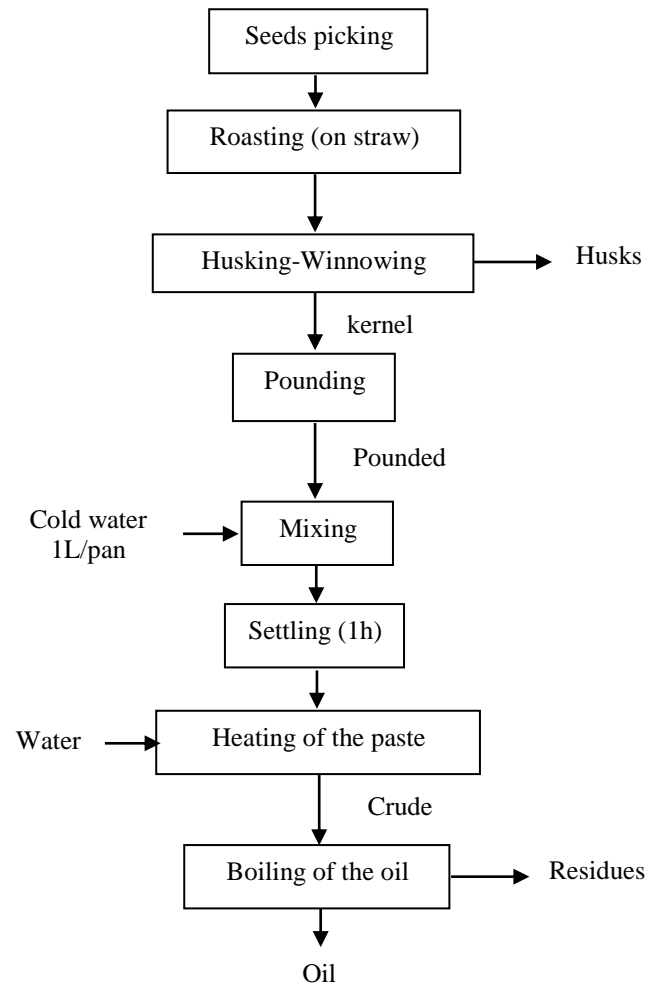 Seeds picking
Roasting (on straw)
Husking-Winnowing
Husks
kernel
Pounding
Pounded
Cold water
1L/pan
Mixing
Settling (1h)
Water
Heating of the paste
Crude
Boiling of the oil
Residues
Oil